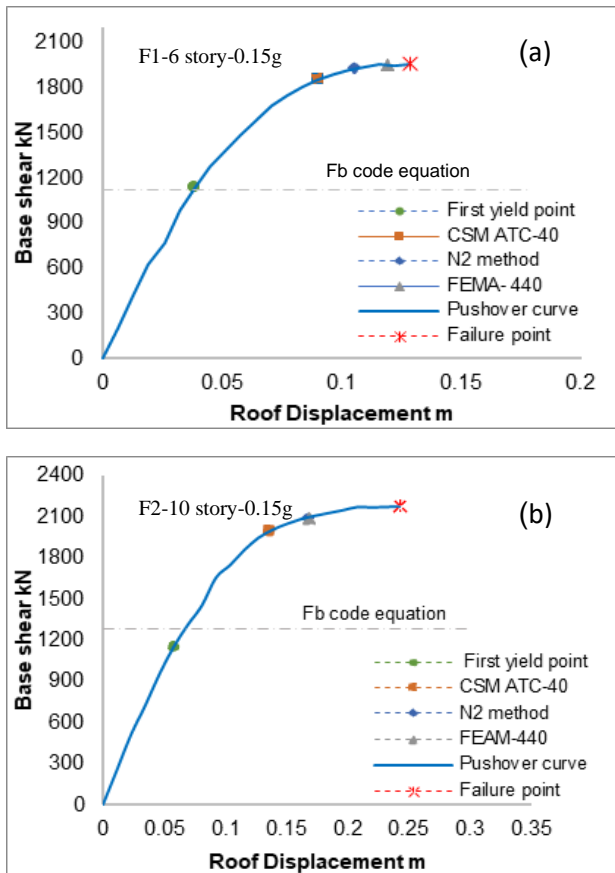 2100
1800
1500
1200
900
600
300
0
Base shear kN
F1-6 story-0.15g
(a)
Fb code equation
First yield point
CSM ATC-40
N2 method
FEMA- 440
Pushover curve
Failure point
0 0.05 0.1 0.15 0.2
Roof Displacement m
2400
2100
1800
1500
1200
900
600
300
0
Base shear kN
F2-10 story-0.15g
(b)
Fb code equation
First yield point
CSM ATC-40
N2 method
FEAM-440
Pushover curve
Failure point
0 0.05 0.1 0.15 0.2 0.25 0.3 0.35
Roof Displacement m